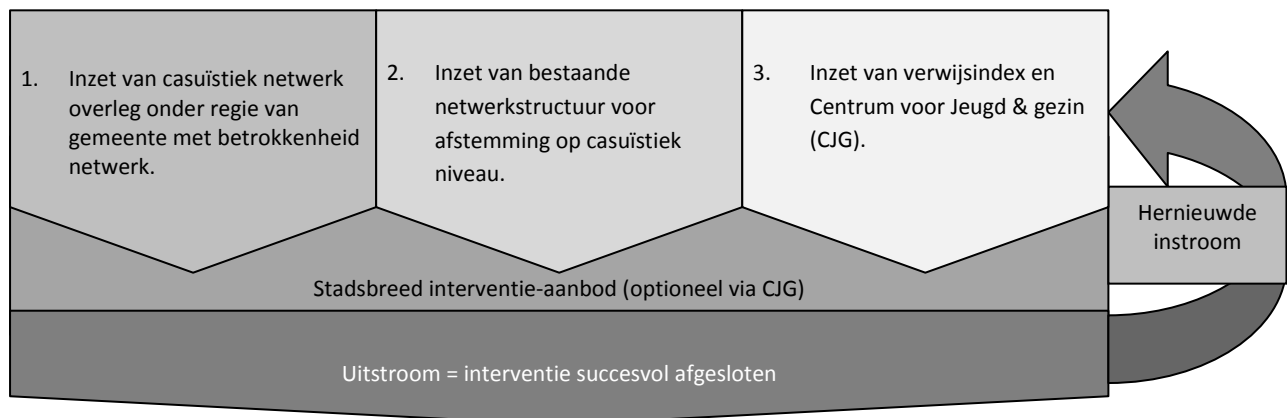 1. Inzet van casuïstiek netwerk
overleg onder regie van
gemeente met betrokkenheid
netwerk.
2. Inzet van bestaande
netwerkstructuur voor
afstemming op casuïstiek
niveau.
3. Inzet van verwijsindex en
Centrum voor Jeugd & gezin
(CJG).
Hernieuwde
instroom
Stadsbreed interventie-aanbod (optioneel via CJG)
Uitstroom = interventie succesvol afgesloten